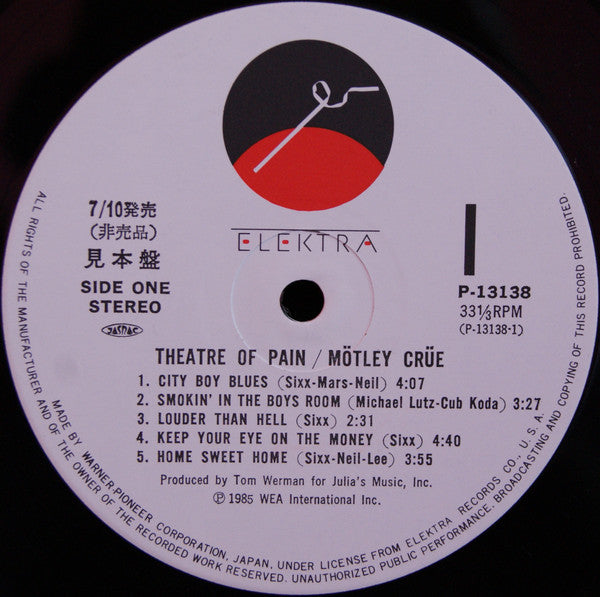 ELEKTRA
7/10発売
(非売品)
見本盤
SIDE ONE
STEREO
JASRAC
1
P-13138
33⅓RPM
(P-13138-1)
THEATRE OF PAIN / MÖTLEY CRÜE
1. CITY BOY BLUES (Sixx-Mars-Neil) 4:07
2. SMOKIN' IN THE BOYS ROOM (Michael Lutz-Cub Koda) 3:27
3. LOUDER THAN HELL (Sixx) 2:31
4. KEEP YOUR EYE ON THE MONEY (Sixx) 4:40
5. HOME SWEET HOME (Sixx-Neil-Lee) 3:55
Produced by Tom Werman for Julia's Music, Inc.
℗ 1985 WEA International Inc.
ALL RIGHTS OF THE MANUFACTURER AND OF THE OWNER OF THE RECORDED WORK RESERVED. UNAUTHORIZED PUBLIC PERFORMANCE, BROADCASTING AND COPYING OF THIS RECORD PROHIBITED.
MADE BY WARNER-PIONEER CORPORATION, JAPAN, UNDER LICENSE FROM ELEKTRA RECORDS CO., U. S. A.